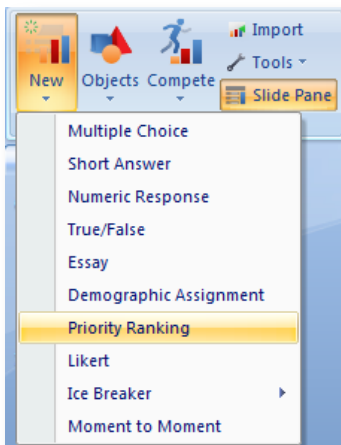 New
Objects
Compete
Import
Tools
Slide Pane
Multiple Choice
Short Answer
Numeric Response
True/False
Essay
Demographic Assignment
Priority Ranking
Likert
Ice Breaker
Moment to Moment